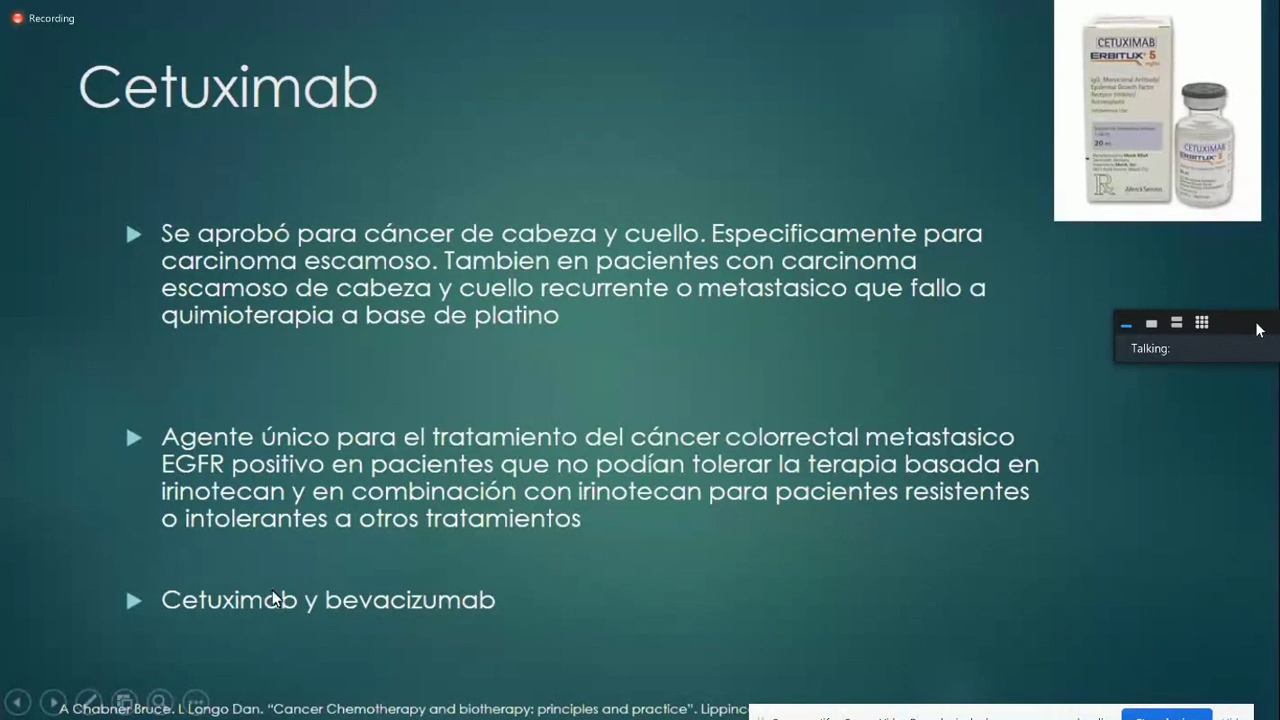 Recording
Cetuximab
CETUXIMAB
ERBITUX® 5
20 ml
CETUXIMAB
ERBITUX® 5
Se aprobó para cáncer de cabeza y cuello. Especificamente para
carcinoma escamoso. Tambien en pacientes con carcinoma
escamoso de cabeza y cuello recurrente o metastasico que fallo a
quimioterapia a base de platino
Talking:
Agente único para el tratamiento del cáncer colorrectal metastasico
EGFR positivo en pacientes que no podían tolerar la terapia basada en
irinotecan y en combinación con irinotecan para pacientes resistentes
o intolerantes a otros tratamientos
Cetuximab y bevacizumab
A Chabner Bruce. L Longo Dan. “Cancer Chemotherapy and biotherapy: principles and practice”. Lippinc